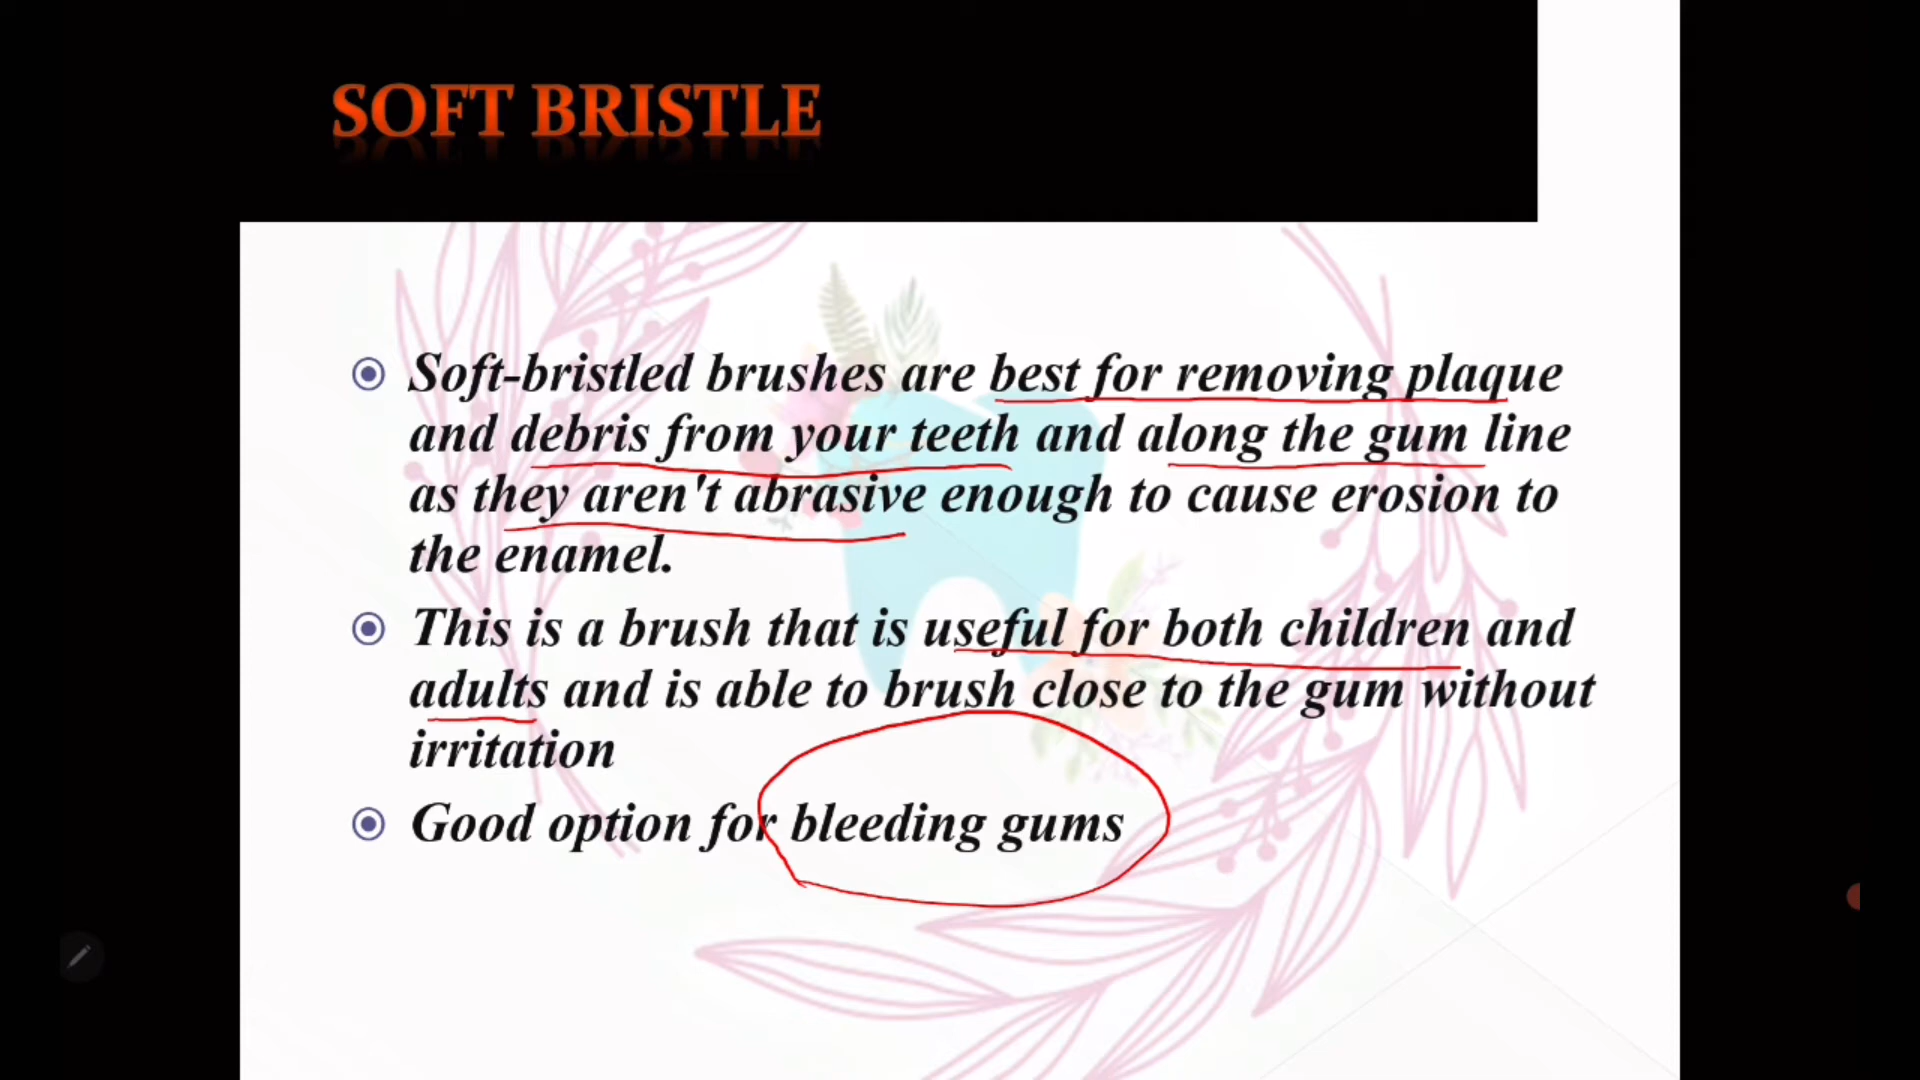 SOFT BRISTLE
Soft-bristled brushes are best for removing plaque
and debris from your teeth and along the gum line
as they aren't abrasive enough to cause erosion to
the enamel.
This is a brush that is useful for both children and
adults and is able to brush close to the gum without
irritation
Good option for bleeding gums